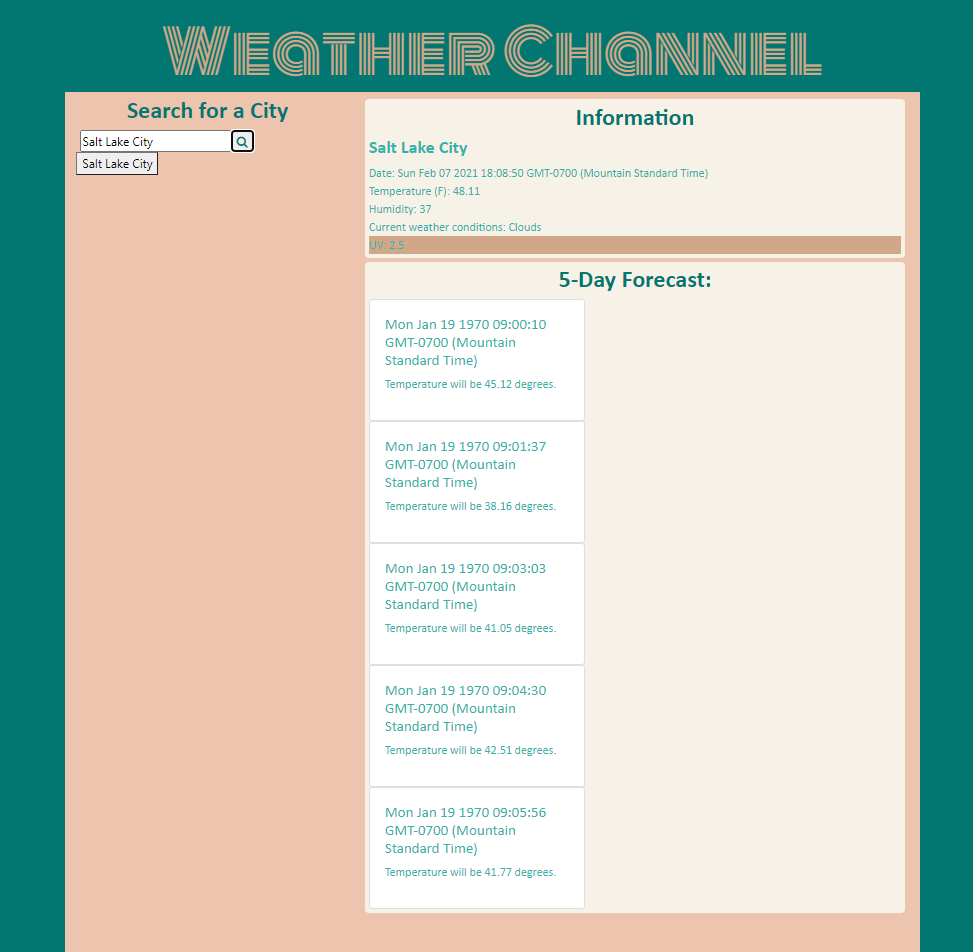 Weather Channel
Search for a City
Salt Lake City
Salt Lake City
Information
Salt Lake City
Date: Sun Feb 07 2021 18:08:50 GMT-0700 (Mountain Standard Time)
Temperature (F): 48.11
Humidity: 37
Current weather conditions: Clouds
UV: 2.5
5-Day Forecast:
Mon Jan 19 1970 09:00:10
GMT-0700 (Mountain
Standard Time)
Temperature will be 45.12 degrees.
Mon Jan 19 1970 09:01:37
GMT-0700 (Mountain
Standard Time)
Temperature will be 38.16 degrees.
Mon Jan 19 1970 09:03:03
GMT-0700 (Mountain
Standard Time)
Temperature will be 41.05 degrees.
Mon Jan 19 1970 09:04:30
GMT-0700 (Mountain
Standard Time)
Temperature will be 42.51 degrees.
Mon Jan 19 1970 09:05:56
GMT-0700 (Mountain
Standard Time)
Temperature will be 41.77 degrees.